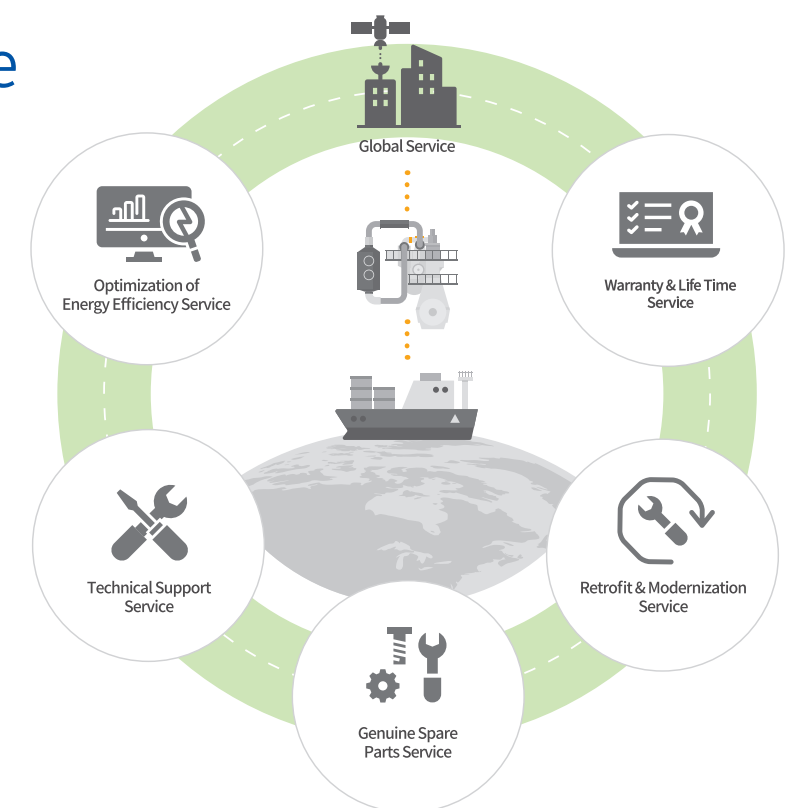 e
Global Service
Optimization of
Energy Efficiency Service
Warranty & Life Time
Service
Technical Support
Service
Retrofit & Modernization
Service
Genuine Spare
Parts Service